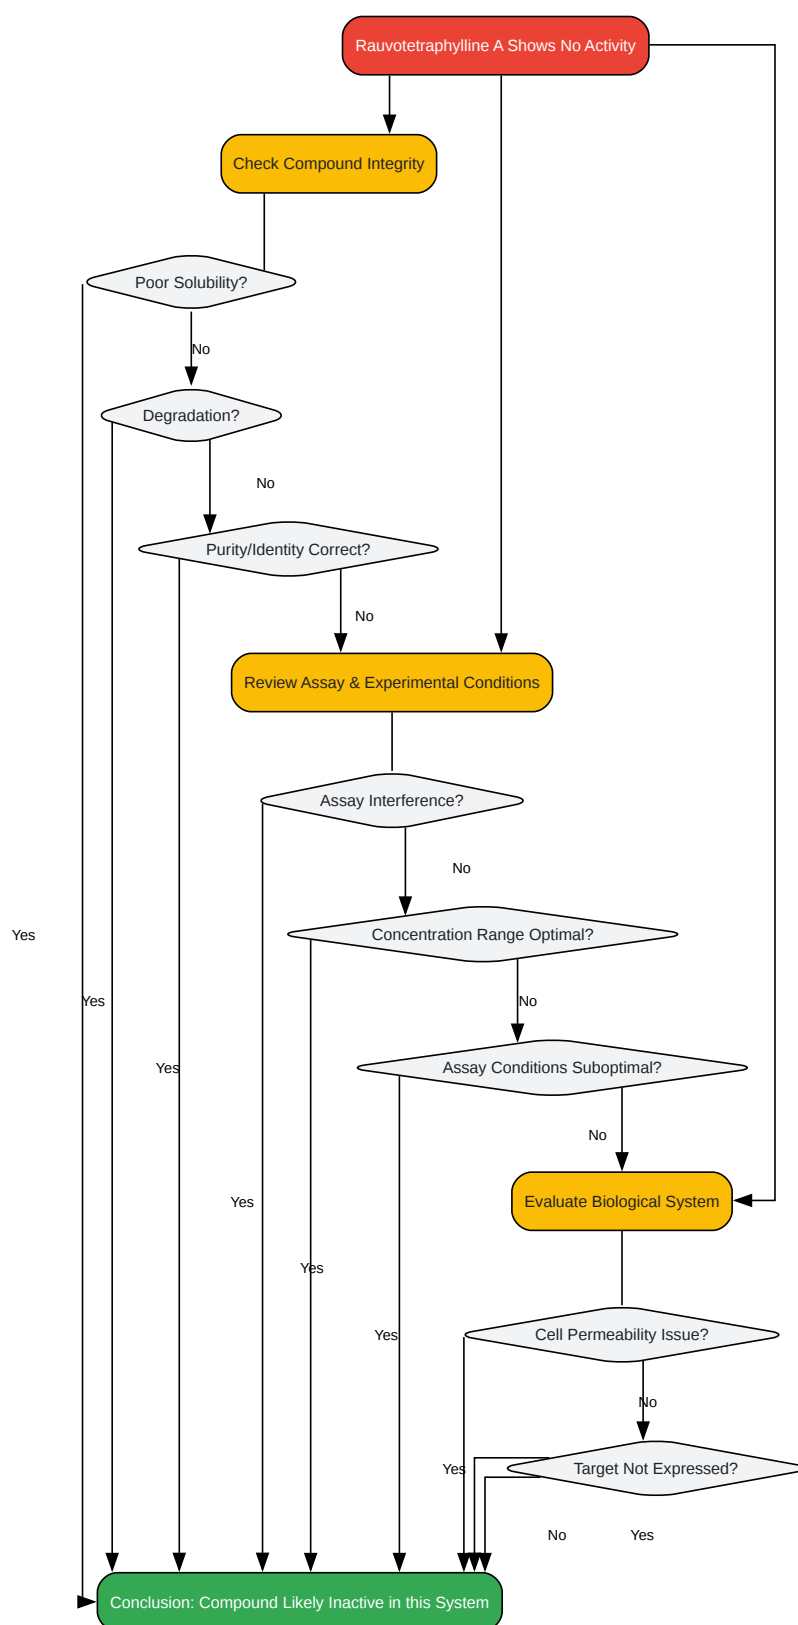 Rauvotetraphylline A Shows No Activity
Check Compound Integrity
Poor Solubility?
No
Degradation?
No
Purity/Identity Correct?
No
Review Assay & Experimental Conditions
Assay Interference?
No
Concentration Range Optimal?
Yes
Yes
No
Assay Conditions Suboptimal?
Yes
No
Yes
Evaluate Biological System
Yes
Yes
Cell Permeability Issue?
No
Yes
Target Not Expressed?
No
Yes
Conclusion: Compound Likely Inactive in this System